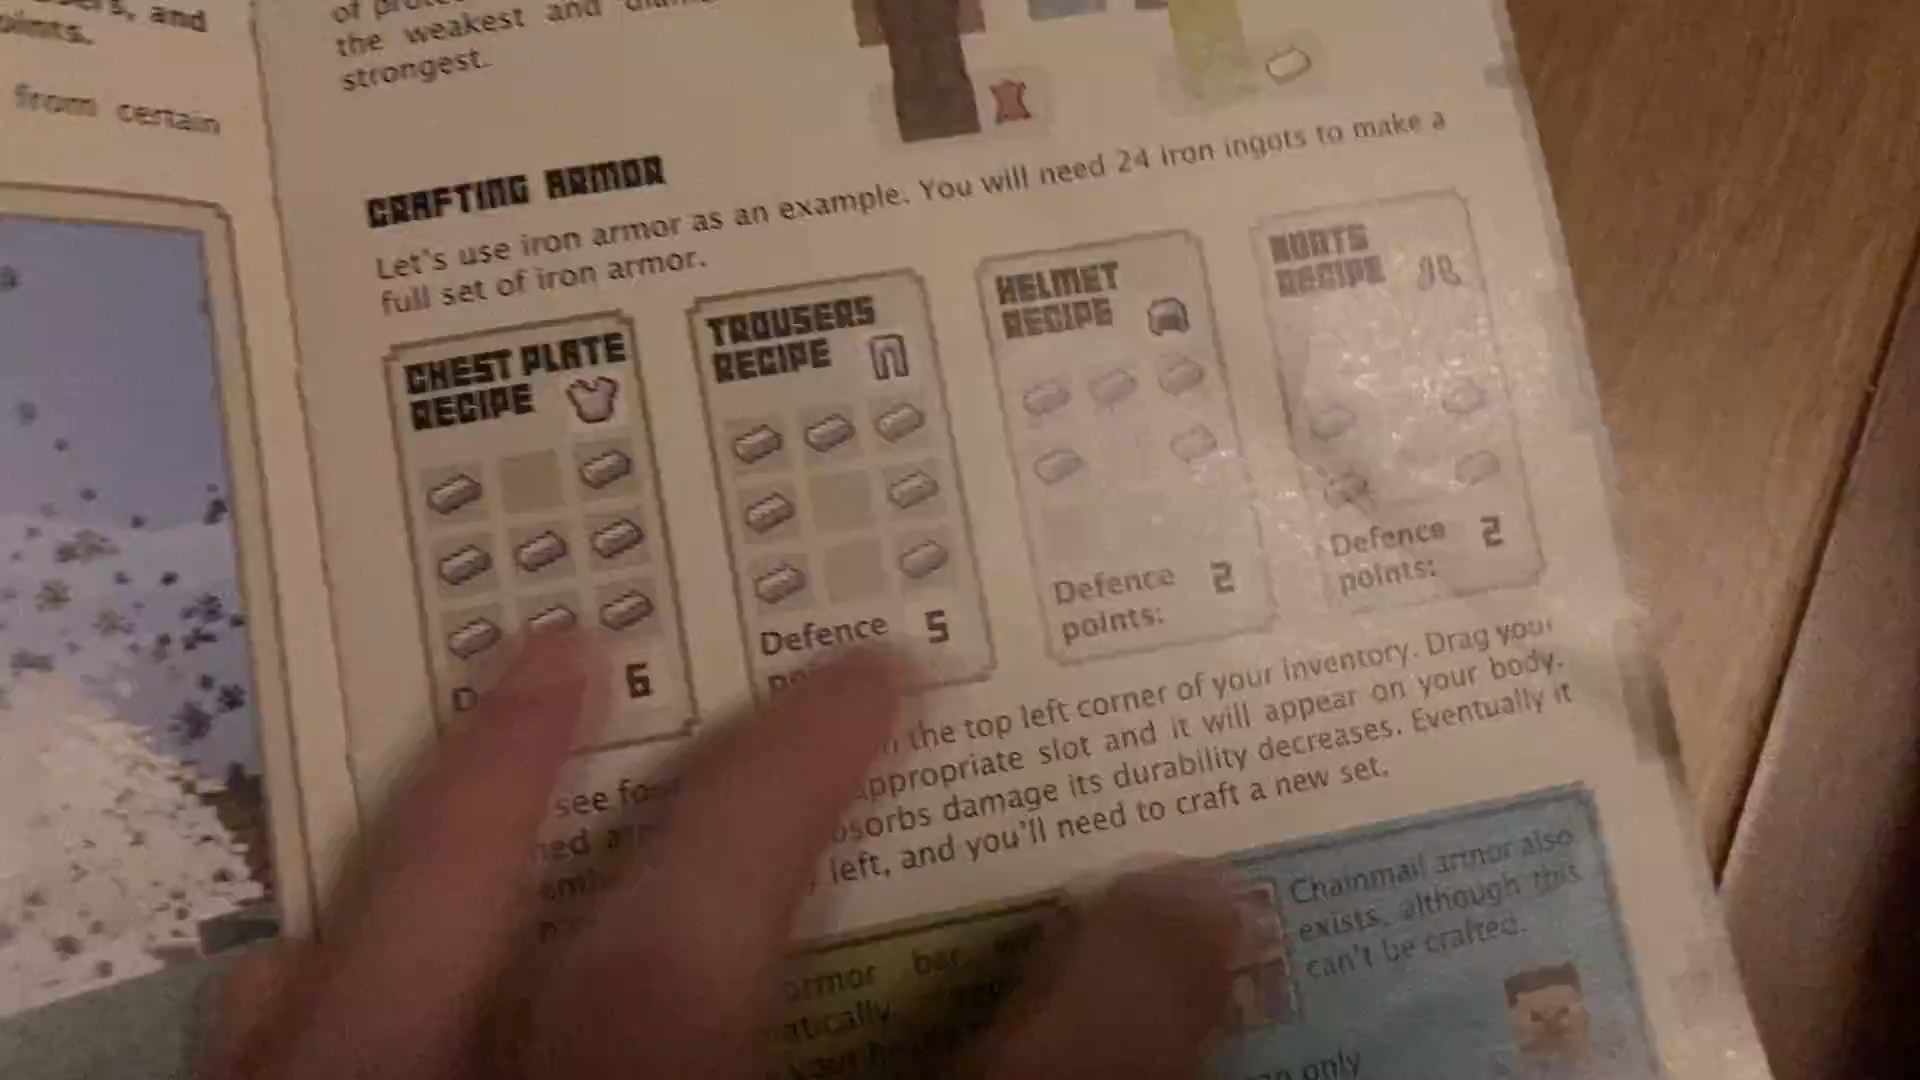 and
from certain
the weakest and
strongest.
CRAFTING ARMOR
Let's use iron armor as an example. You will need 24 iron ingots to make a
full set of iron armor.
CHEST PLATE
RECIPE
6
TROUSERS
RECIPE
Defence 5
HELMET
RECIPE
Defence 2
points:
BOOTS
RECIPE
Defence 2
points:
see
the top left corner of your inventory. Drag your
appropriate slot and it will appear on your body.
absorbs damage its durability decreases. Eventually it
left, and you'll need to craft a new set.
armor bar
Chainmail armor also
exists, although this
can't be crafted.
only